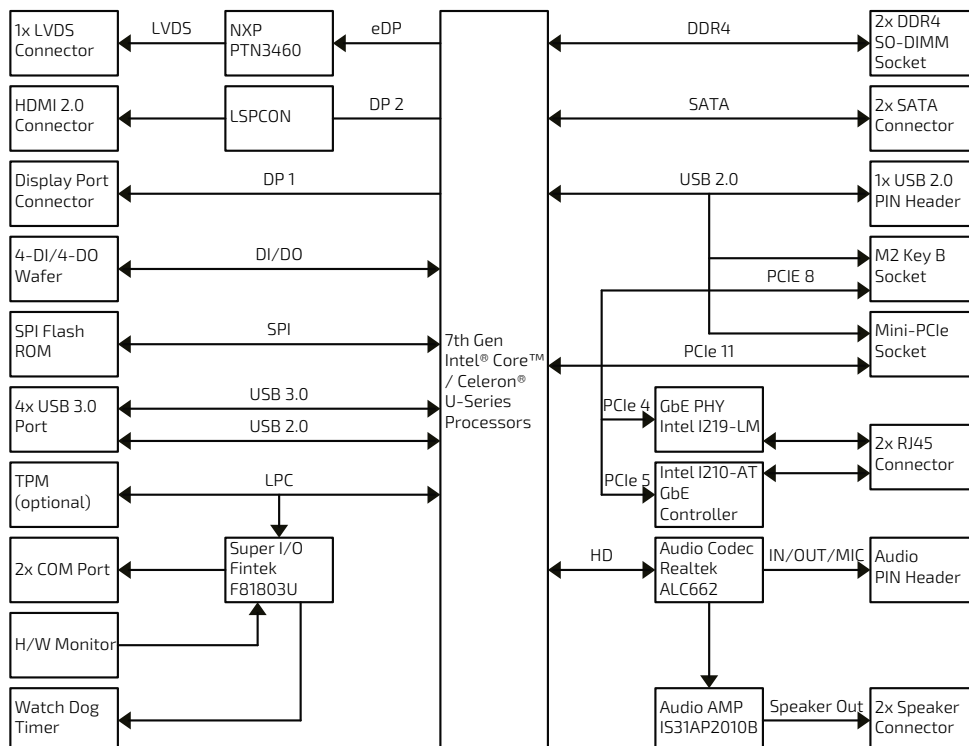 1x LVDS
Connector
LVDS
NXP
PTN3460
eDP
HDMI 2.0
Connector
LSPCON
DP 2
Display Port
Connector
DP 1
4-DI/4-DO
Wafer
DI/DO
SPI Flash
ROM
SPI
4x USB 3.0
Port
USB 3.0
USB 2.0
TPM
(optional)
LPC
Super I/O
Fintek
F81803U
2x COM Port
H/W Monitor
Watch Dog
Timer
7th Gen
Intel® Core™
/ Celeron®
U-Series
Processors
DDR4
2x DDR4
SO-DIMM
Socket
SATA
2x SATA
Connector
USB 2.0
1x USB 2.0
PIN Header
M2 Key B
Socket
PCIE 8
Mini-PCIe
Socket
PCIe 11
PCIe 4
GbE PHY
Intel I219-LM
PCIe 5
Intel I210-AT
GbE
Controller
2x RJ45
Connector
HD
Audio Codec
Realtek
ALC662
IN/OUT/MIC
Audio
PIN Header
Audio AMP
IS31AP2010B
Speaker Out
2x Speaker
Connector